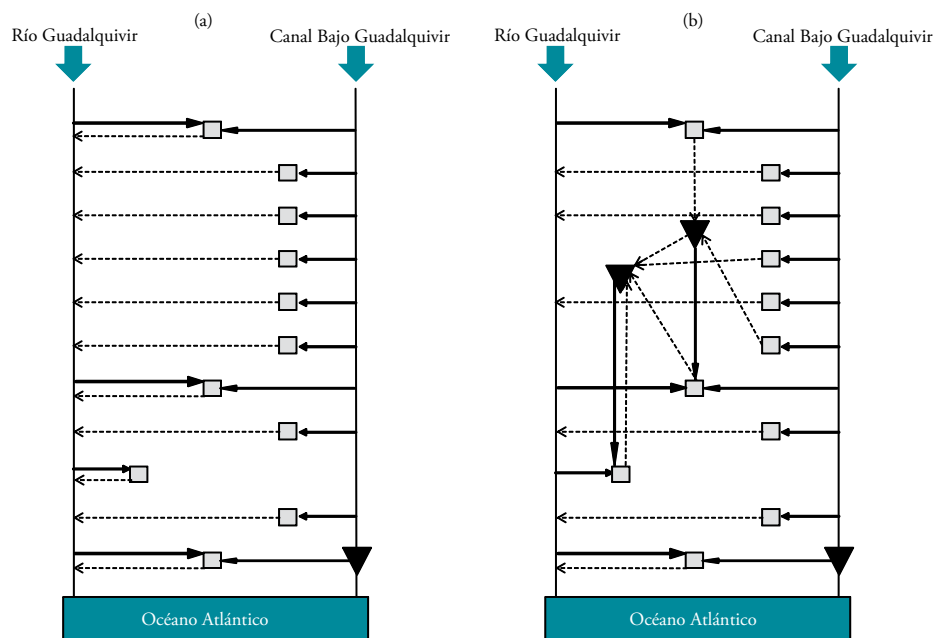 (a)
Río Guadalquivir
Canal Bajo Guadalquivir
Océano Atlántico
(b)
Río Guadalquivir
Canal Bajo Guadalquivir
Océano Atlántico